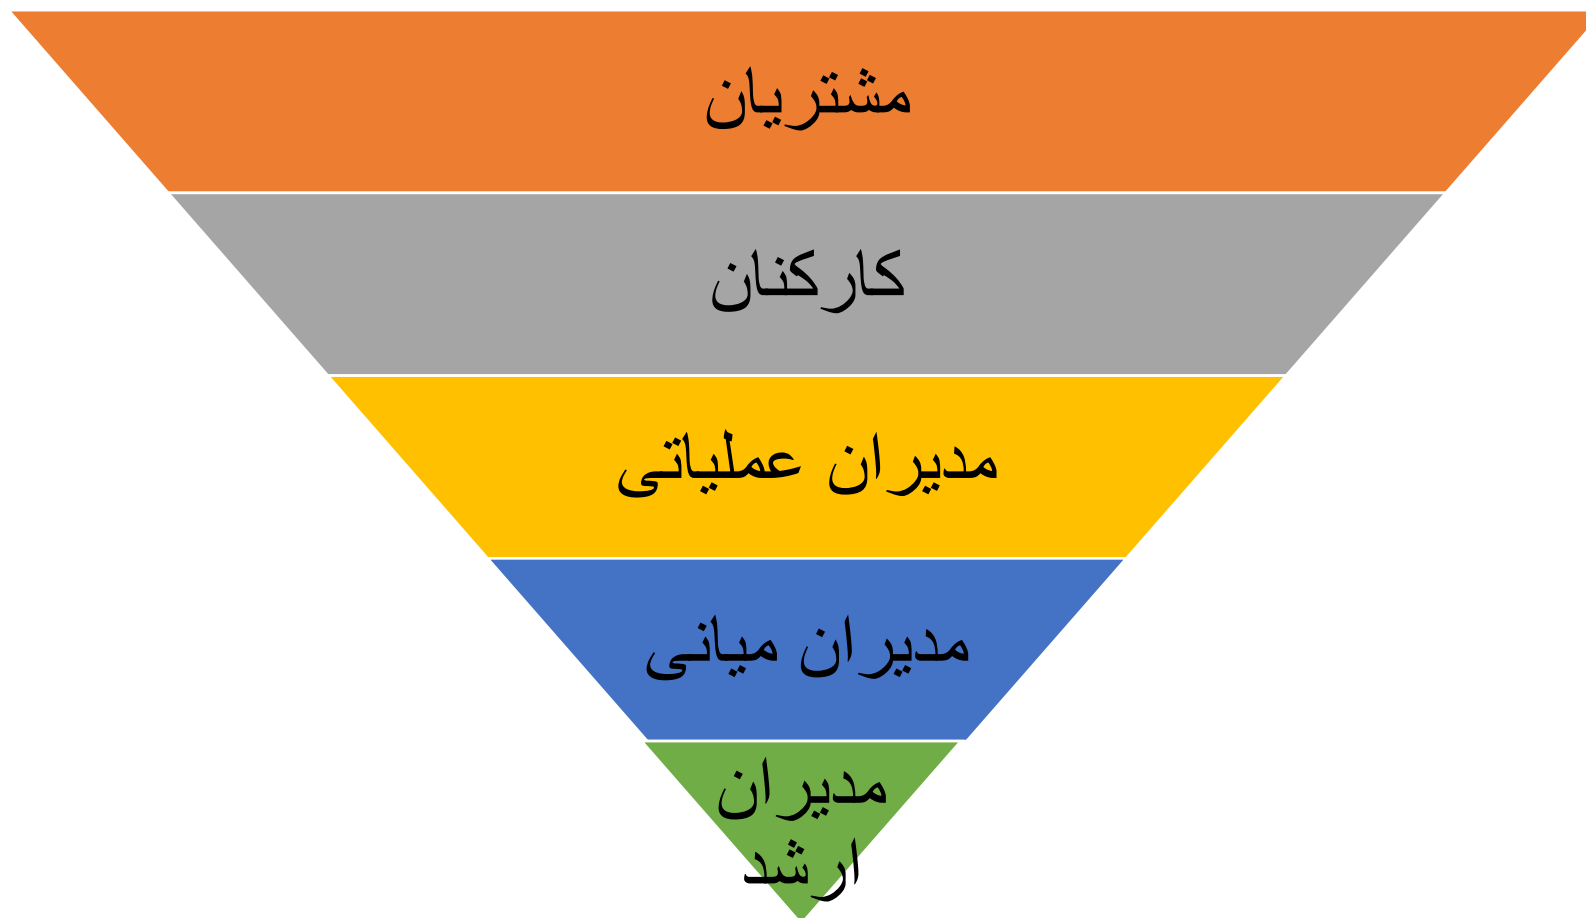 مشتریان
کارکنان
مدیران عملیاتی
مدیران میانی
مدیران
ارشد